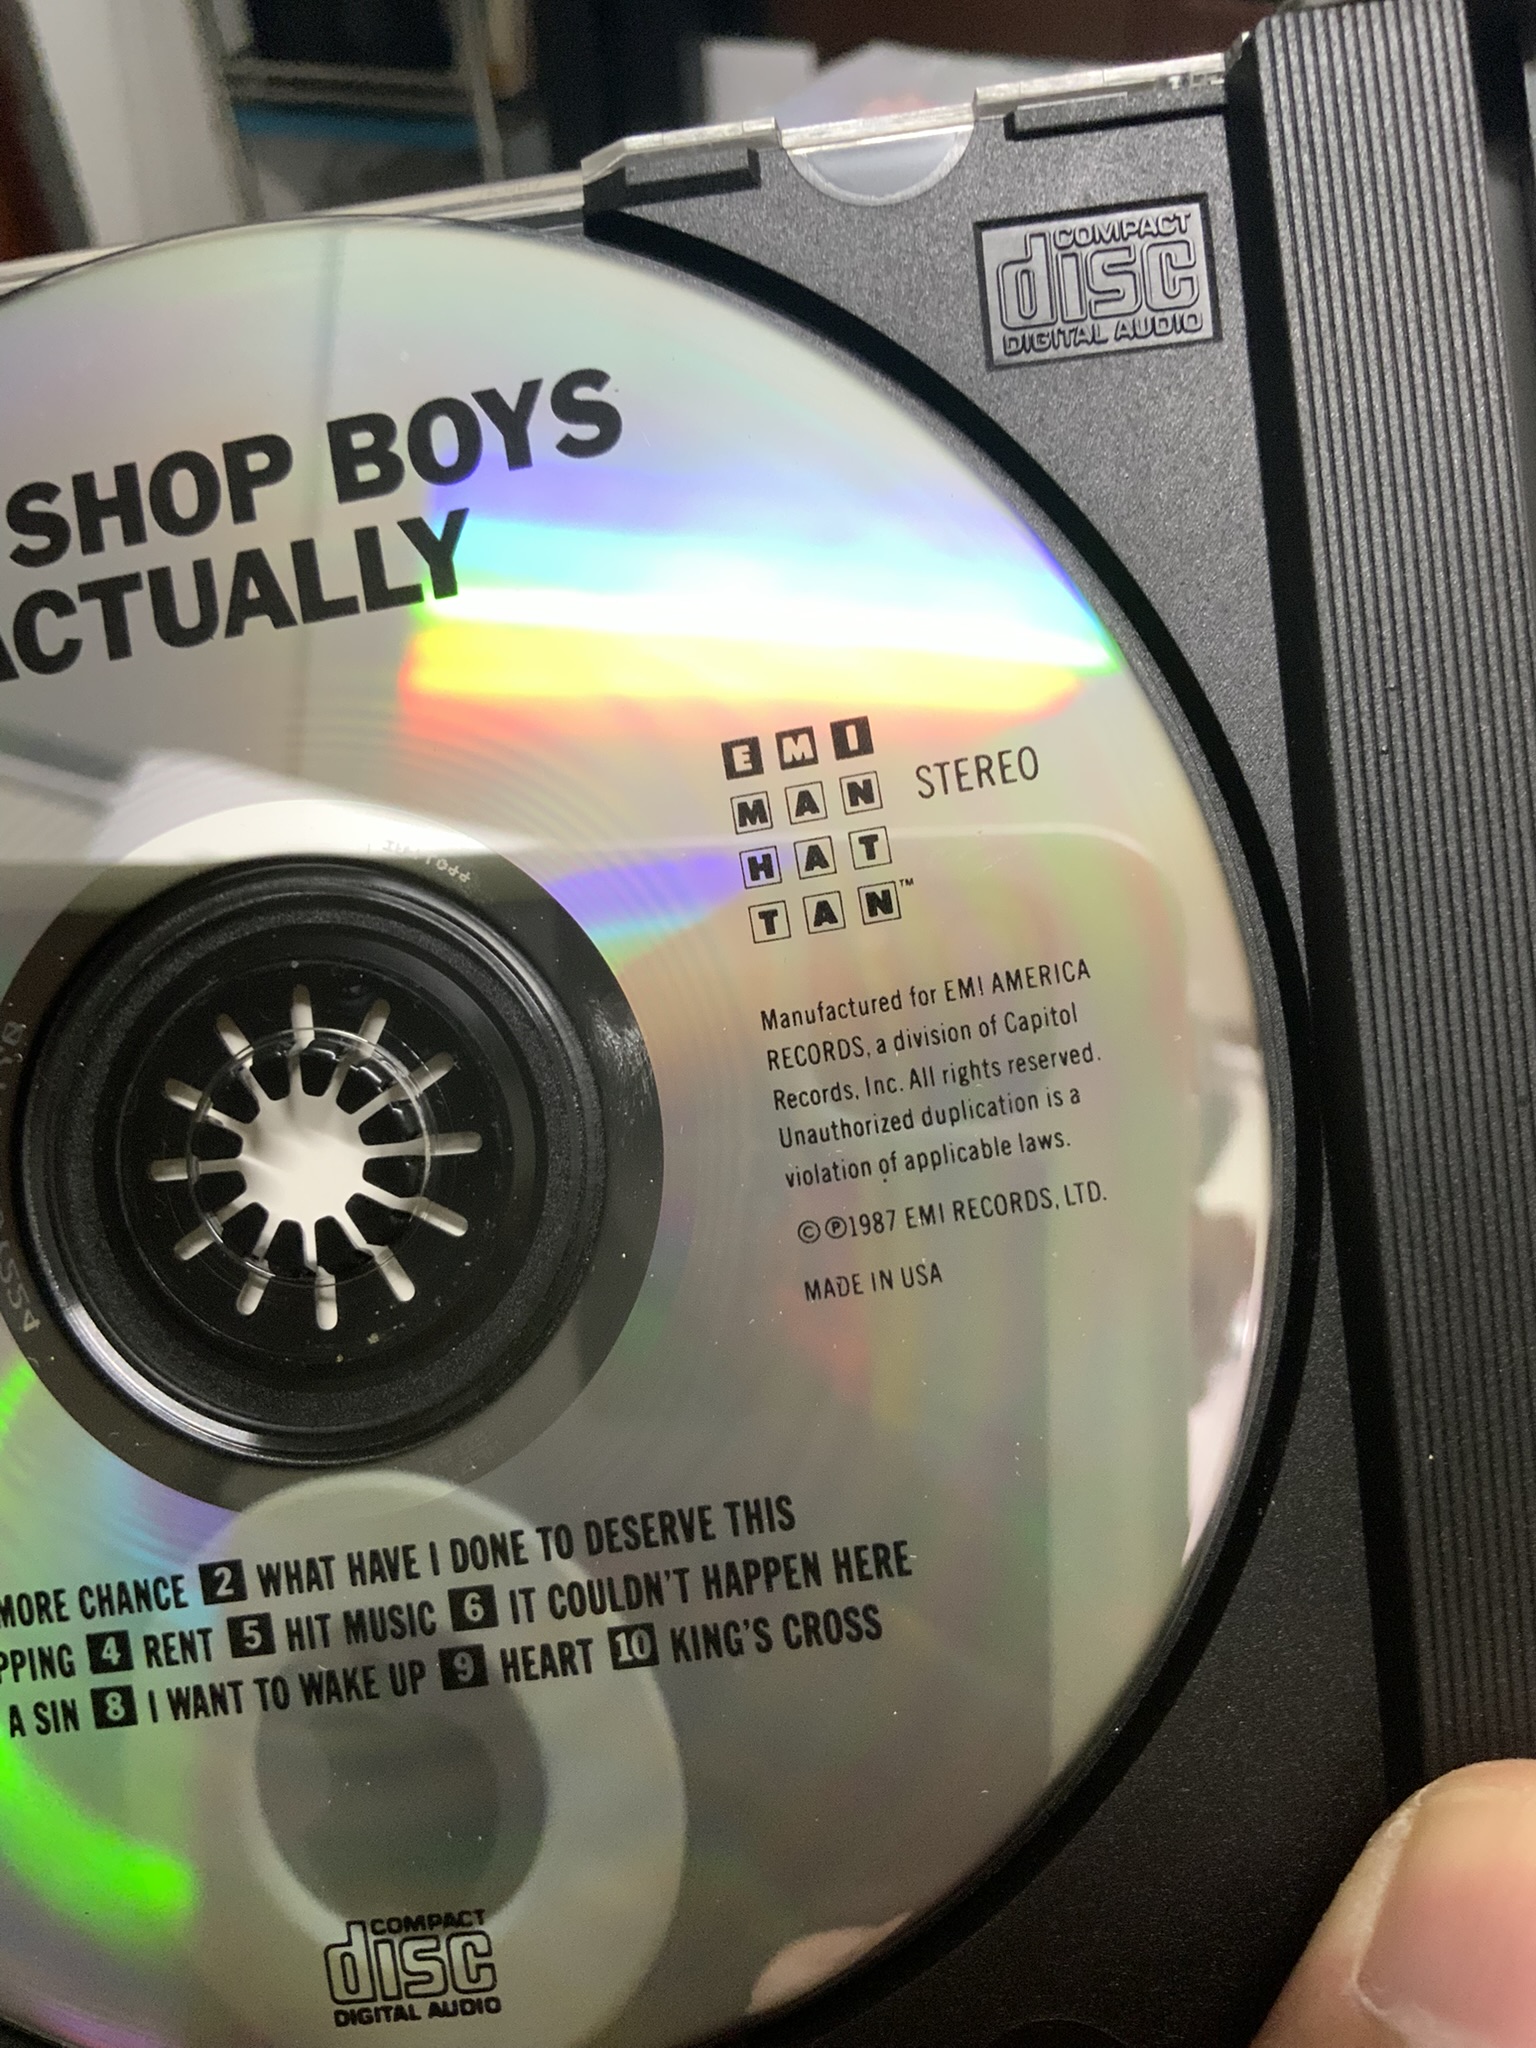 COMPACT
disc
DIGITAL AUDIO
SHOP BOYS
ACTUALLY
EMI
MAN
HAT
TAN™
STEREO
Manufactured for EMI AMERICA
RECORDS, a division of Capitol
Records, Inc. All rights reserved.
Unauthorized duplication is a
violation of applicable laws.
©℗1987 EMI RECORDS, LTD.
MADE IN USA
MORE CHANCE 2 WHAT HAVE I DONE TO DESERVE THIS
PPING 4 RENT 5 HIT MUSIC 6 IT COULDN'T HAPPEN HERE
A SIN 8 I WANT TO WAKE UP 9 HEART 10 KING'S CROSS
COMPACT
disc
DIGITAL AUDIO